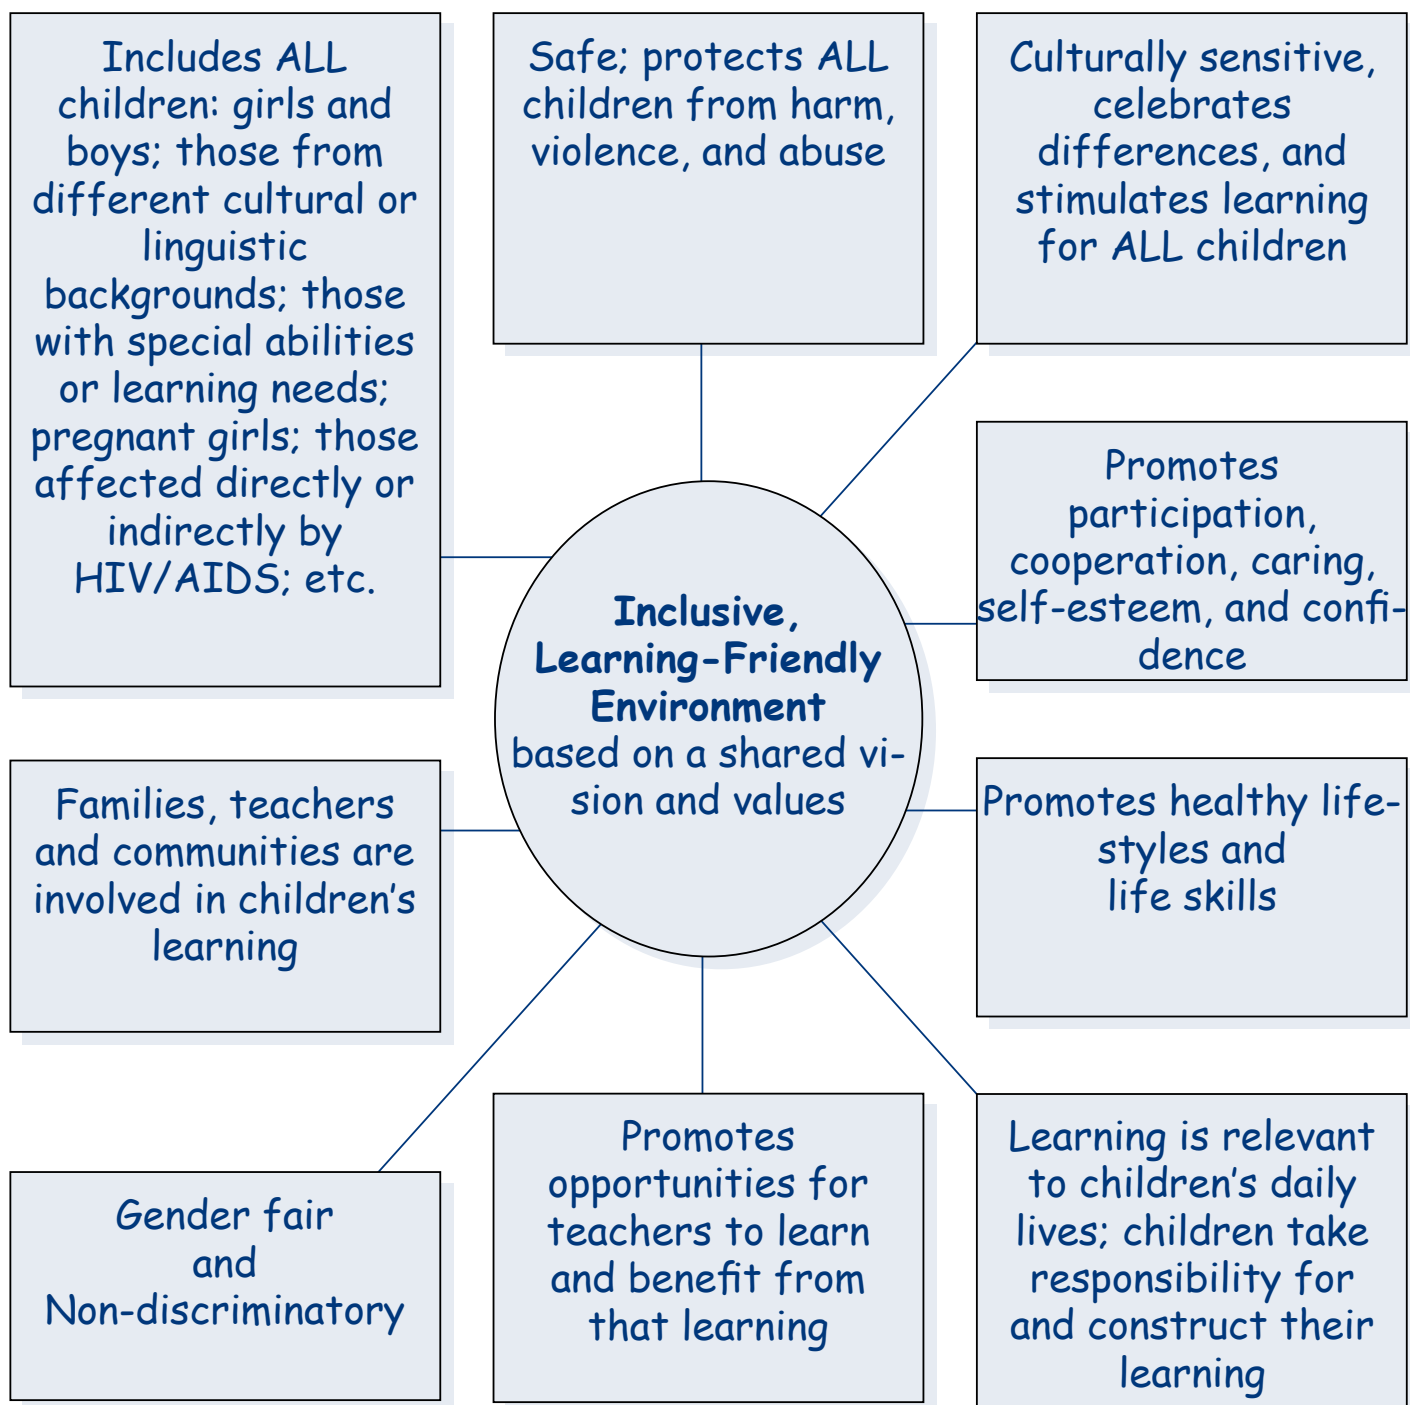 Includes ALL
children: girls and
boys; those from
different cultural or
linguistic
backgrounds; those
with special abilities
or learning needs;
pregnant girls; those
affected directly or
indirectly by
HIV/AIDS; etc.
Safe; protects ALL
children from harm,
violence, and abuse
Culturally sensitive,
celebrates
differences, and
stimulates learning
for ALL children
Promotes
participation,
cooperation, caring,
self-esteem, and confi-
dence
Inclusive,
Learning-Friendly
Environment
based on a shared vi-
sion and values
Families, teachers
and communities are
involved in children's
learning
Promotes healthy life-
styles and
life skills
Gender fair
and
Non-discriminatory
Promotes
opportunities for
teachers to learn
and benefit from
that learning
Learning is relevant
to children's daily
lives; children take
responsibility for
and construct their
learning